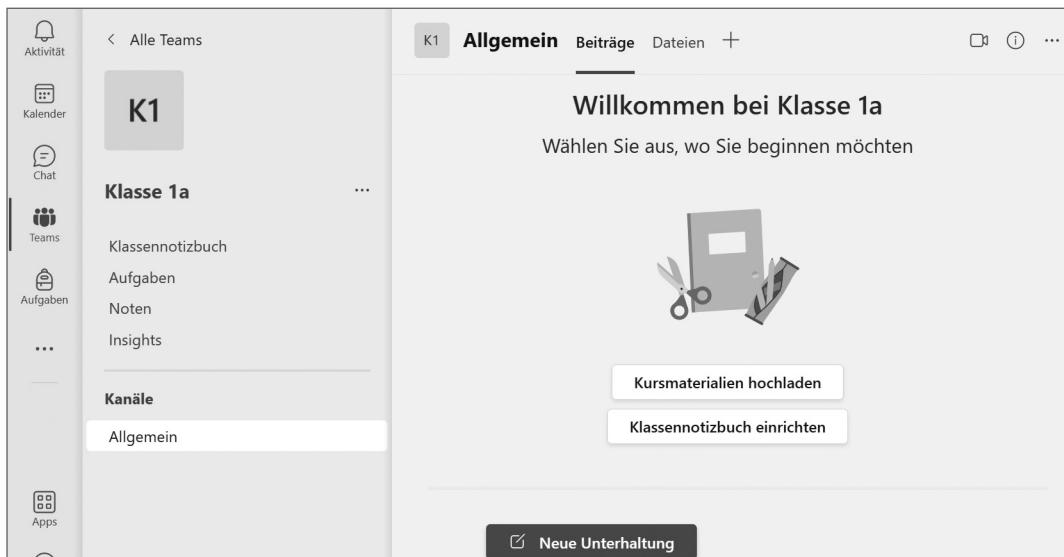 Aktivität
Kalender
Chat
Teams
Aufgaben
Apps
Alle Teams
K1
Klasse 1a
Klassennotizbuch
Aufgaben
Noten
Insights
Kanäle
Allgemein
K1 Allgemein Beiträge Dateien
Willkommen bei Klasse 1a
Wählen Sie aus, wo Sie beginnen möchten
Kursmaterialien hochladen
Klassennotizbuch einrichten
Neue Unterhaltung